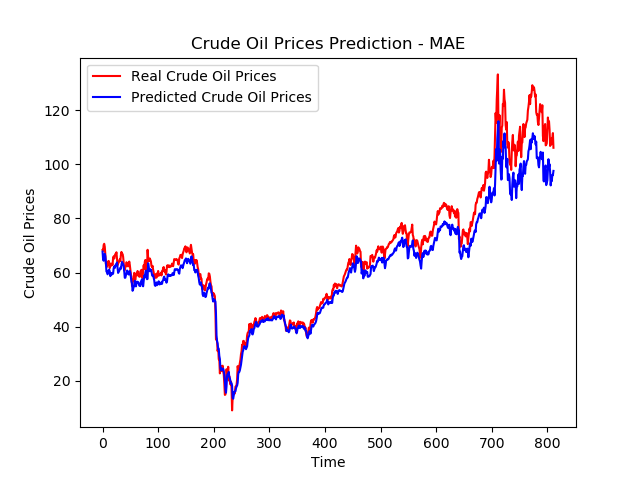 Crude Oil Prices Prediction - MAE
Real Crude Oil Prices
Predicted Crude Oil Prices
Crude Oil Prices
120
100
80
60
40
20
0 100 200 300 400 500 600 700 800
Time